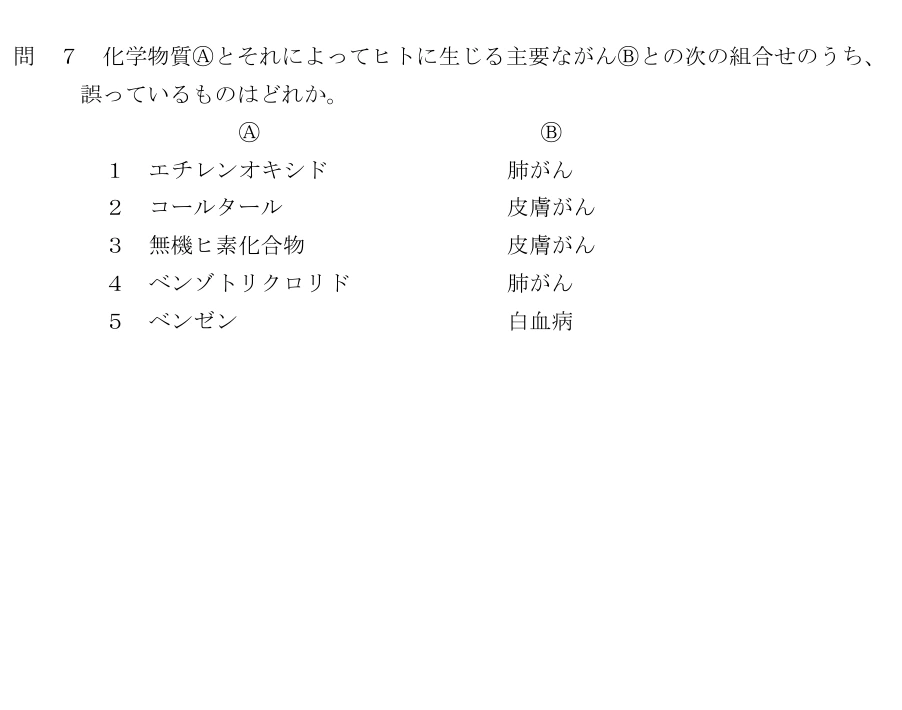 問　７　化学物質Ⓐとそれによってヒトに生じる主要ながんⒷとの次の組合せのうち、
誤っているものはどれか。
Ⓐ　Ⓑ
１　エチレンオキシド　肺がん
２　コールタール　皮膚がん
３　無機ヒ素化合物　皮膚がん
４　ベンゾトリクロリド　肺がん
５　ベンゼン　白血病